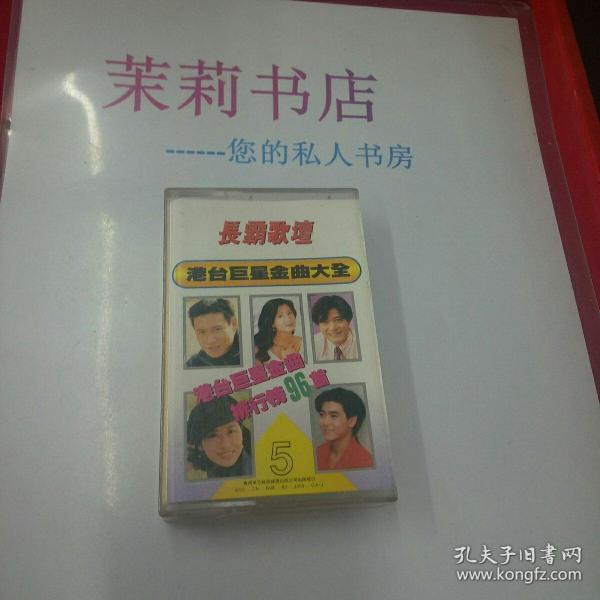 茉莉书店
------您的私人书房
長霸歌壇
港台巨星金曲大全
港台巨星金曲
排行榜96首
5
孔夫子旧书网
www.kongfz.com